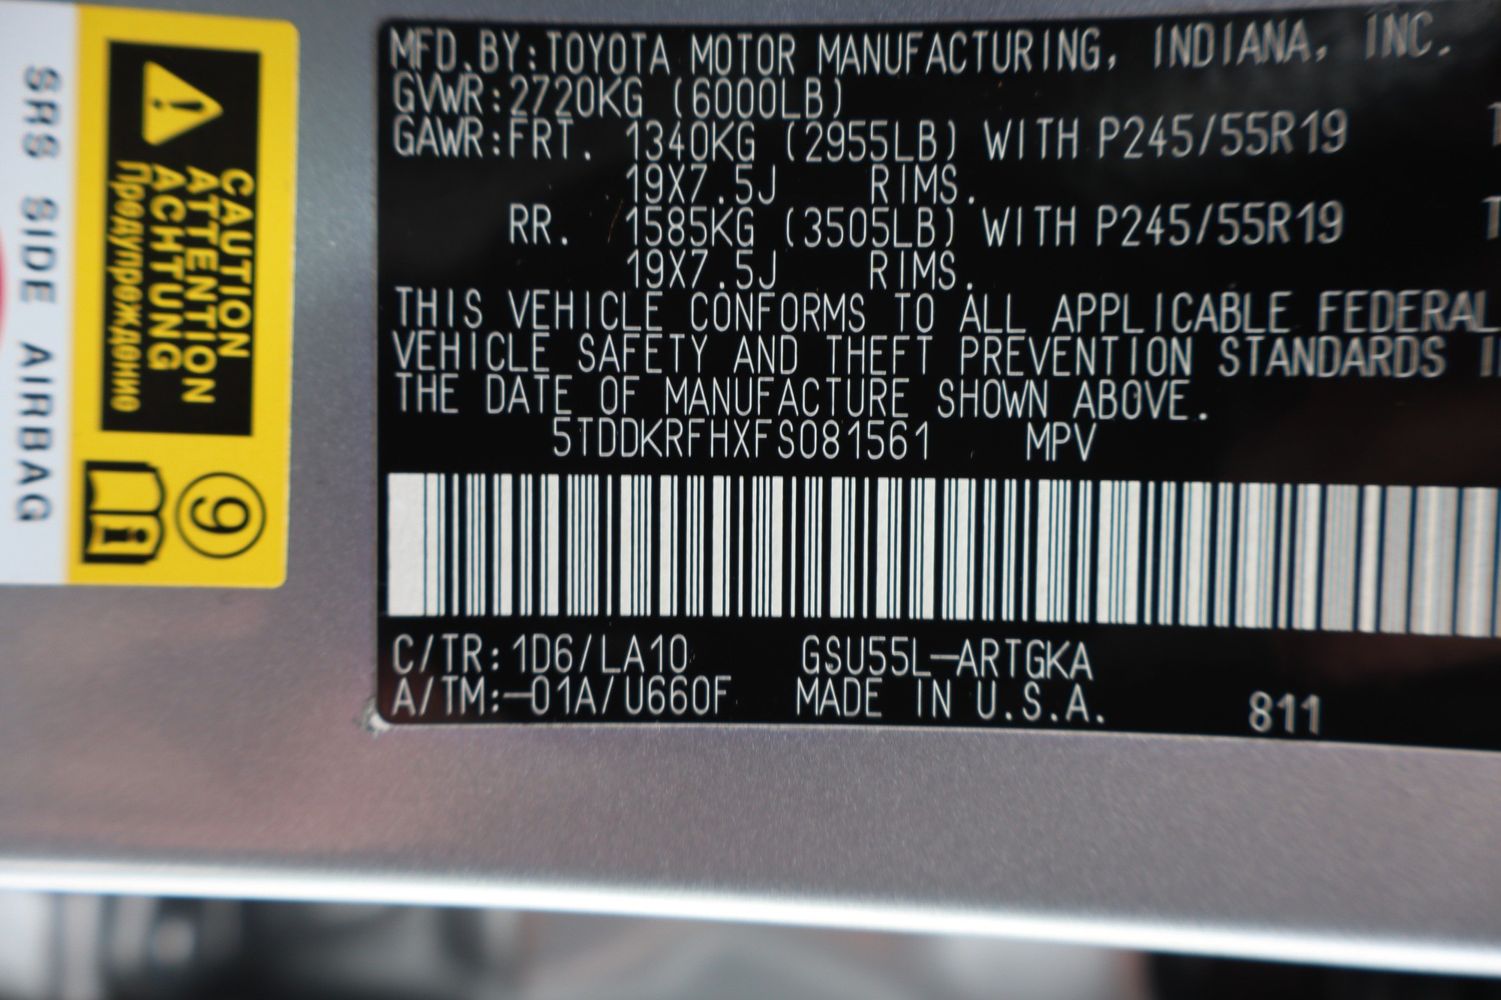 MFD.BY:TOYOTA MOTOR MANUFACTURING, INDIANA, INC.
GVWR:2720KG (6000LB)
GAWR:FRT. 1340KG (2955LB) WITH P245/55R19
19X7.5J RIMS.
RR. 1585KG (3505LB) WITH P245/55R19
19X7.5J RIMS.
THIS VEHICLE CONFORMS TO ALL APPLICABLE FEDERAL
VEHICLE SAFETY AND THEFT PREVENTION STANDARDS
THE DATE OF MANUFACTURE SHOWN ABOVE.
5TDDKRFHXFS081561 MPV
C/TR:1D6/LA10 GSU55L-ARTGKA
A/TM:-01A/U660F MADE IN U.S.A. 811
CAUTION
ATTENTION
ACHTUNG
Предупреждение
9
SRS SIDE AIRBAG